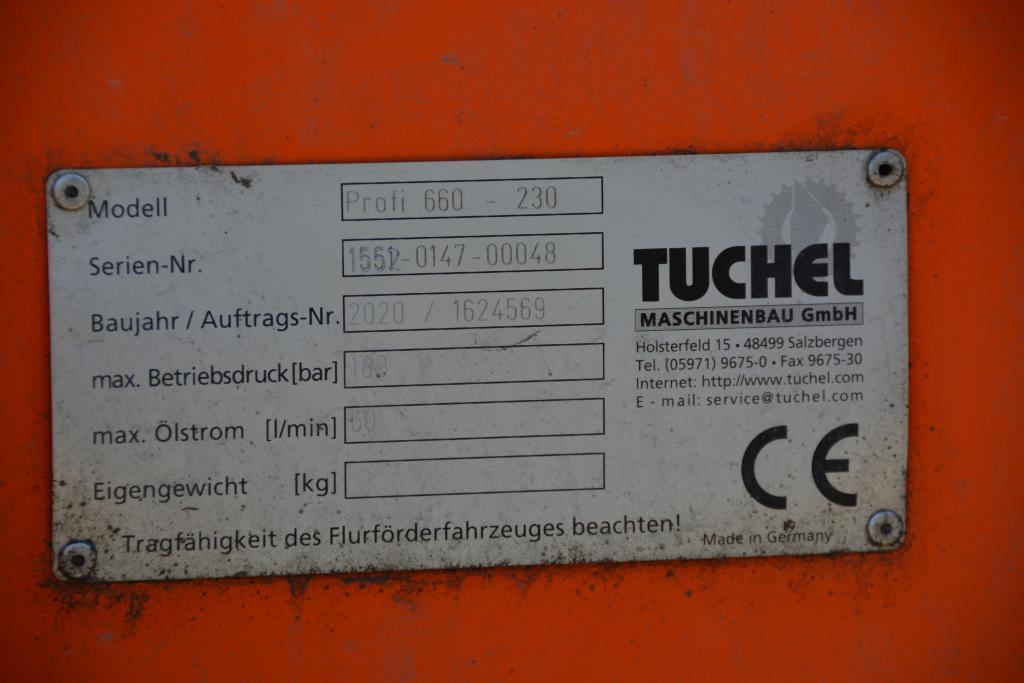 Modell Profi 660 - 230
Serien-Nr. 1552-0147-00048
Baujahr / Auftrags-Nr. 2020 / 1624569
max. Betriebsdruck [bar] 180
max. Ölstrom [l/min] 60
Eigengewicht [kg]
Tragfähigkeit des Flurförderfahrzeuges beachten!
TUCHEL
MASCHINENBAU GmbH
Holsterfeld 15 • 48499 Salzbergen
Tel. (05971) 9675-0 • Fax 9675-30
Internet: http://www.tuchel.com
E - mail: service@tuchel.com
CE
Made in Germany